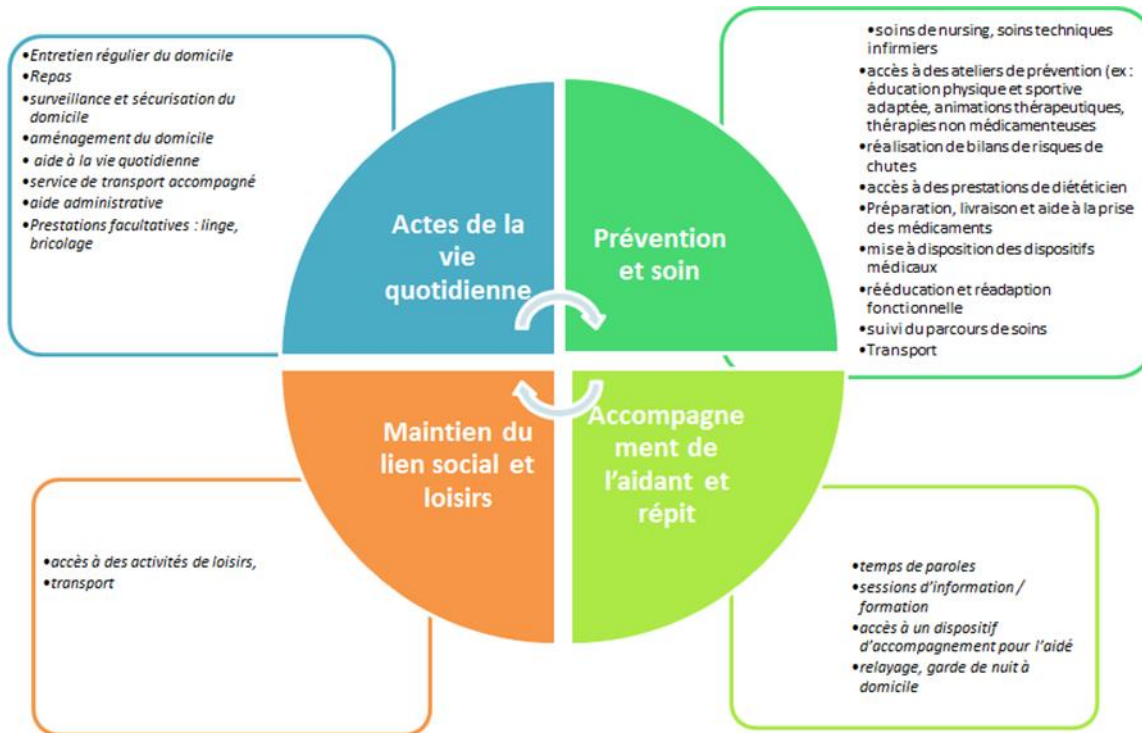 •Entretien régulier du domicile
•Repas
•surveillance et sécurisation du
domicile
•aménagement du domicile
• aide à la vie quotidienne
•service de transport accompagné
•aide administrative
•Prestations facultatives : linge,
bricolage
•soins de nursing, soins techniques
infirmiers
•accès à des ateliers de prévention (ex :
éducation physique et sportive
adaptée, animations thérapeutiques,
thérapies non médicamenteuses
•réalisation de bilans de risques de
chutes
•accès à des prestations de diététicien
•Préparation, livraison et aide à la prise
des médicaments
•mise à disposition des dispositifs
médicaux
•rééducation et réadaption
fonctionnelle
•suivi du parcours de soins
•Transport
Actes de la
vie
quotidienne
Prévention
et soin
Maintien du
lien social et
loisirs
Accompagne
ment de
l'aidant et
répit
•accès à des activités de loisirs,
•transport
•temps de paroles
•sessions d'information /
formation
•accès à un dispositif
d'accompagnement pour l'aidé
•relayage, garde de nuit à
domicile